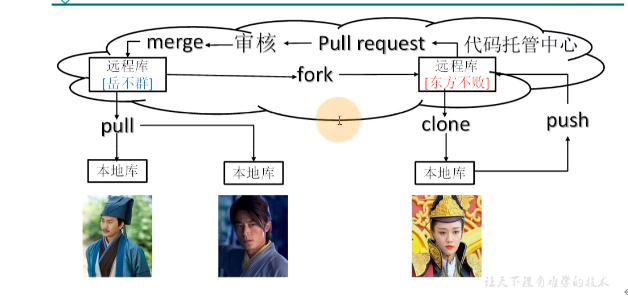 merge 审核 Pull request 代码托管中心
远程库
[岳不群]
fork
远程库
[东方不败]
pull
clone
push
本地库
本地库
本地库
让天下没有难学的技术